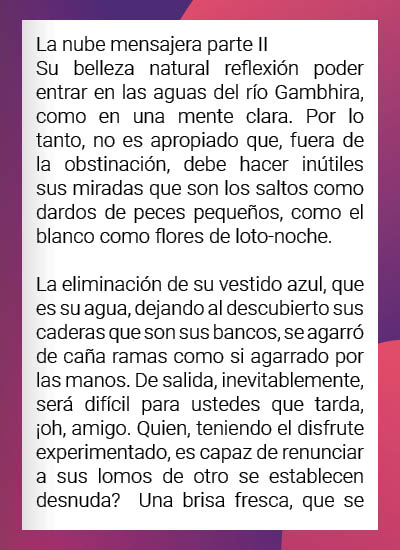 La nube mensajera parte II
Su belleza natural reflexión poder
entrar en las aguas del río Gambhira,
como en una mente clara. Por lo
tanto, no es apropiado que, fuera de
la obstinación, debe hacer inútiles
sus miradas que son los saltos como
dardos de peces pequeños, como el
blanco como flores de loto-noche.

La eliminación de su vestido azul, que
es su agua, dejando al descubierto sus
caderas que son sus bancos, se agarró
de caña ramas como si agarrado por
las manos. De salida, inevitablemente,
será difícil para ustedes que tarda,
¡oh, amigo. Quien, teniendo el disfrute
experimentado, es capaz de renunciar
a sus lomos de otro se establecen
desnuda? Una brisa fresca, que se